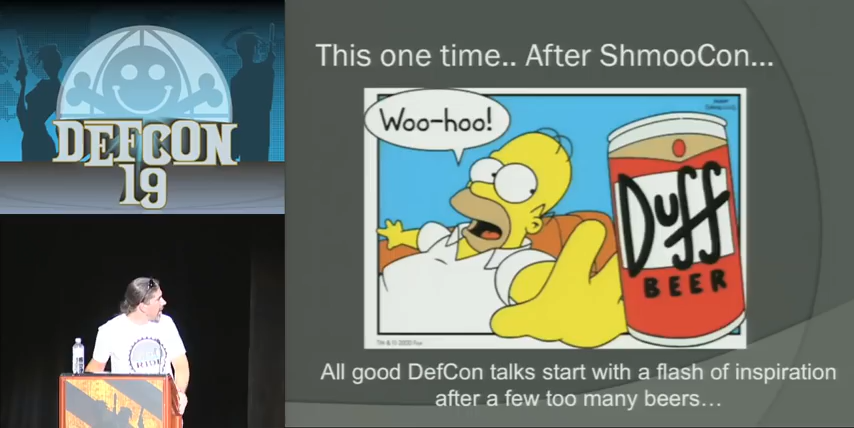 DEFCON
19
This one time.. After ShmooCon...
Woo-hoo!
Duff
BEER
All good DefCon talks start with a flash of inspiration
after a few too many beers...